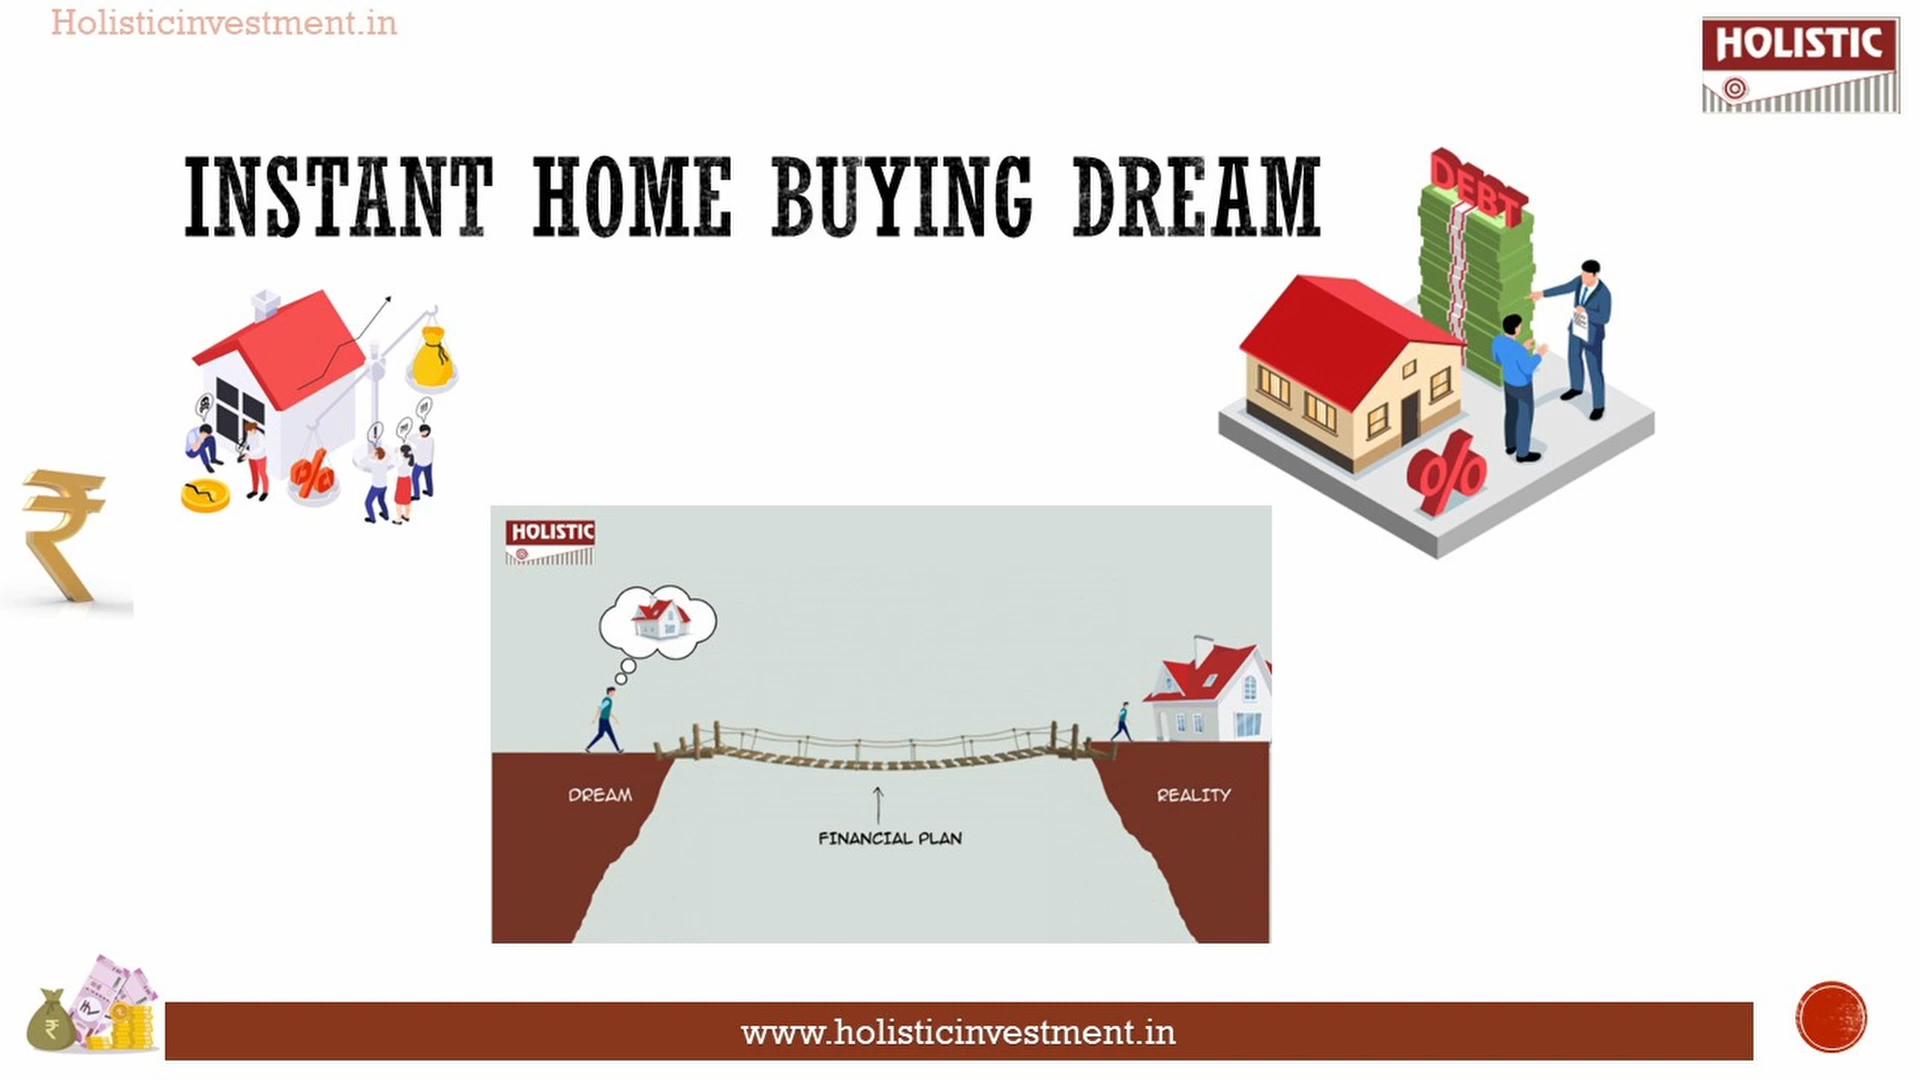 Holisticinvestment.in
HOLISTIC
INSTANT HOME BUYING DREAM
DEBT
%
%
HOLISTIC
DREAM
REALITY
FINANCIAL PLAN
www.holisticinvestment.in